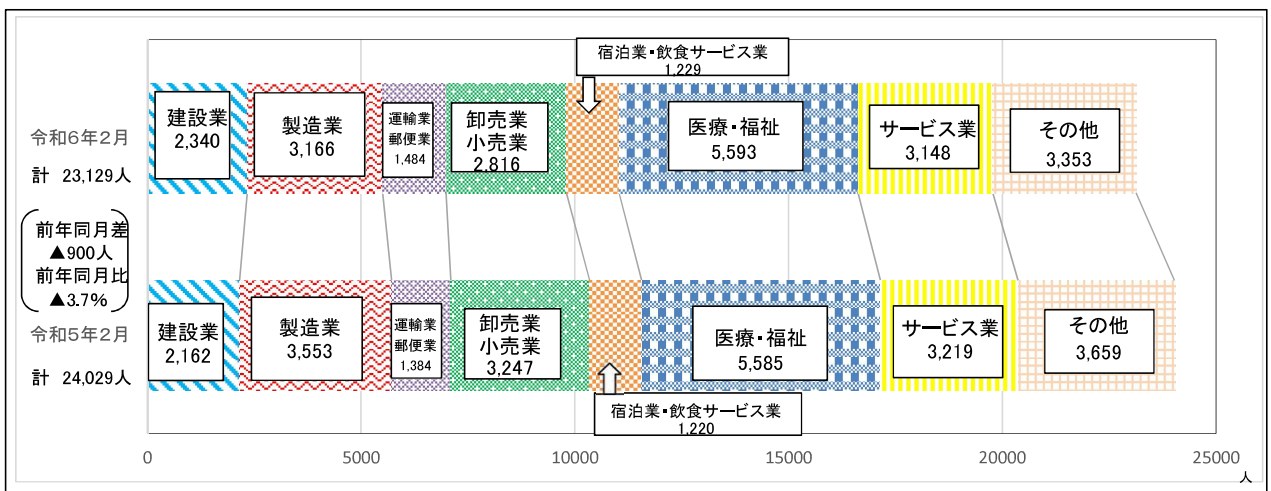 宿泊業・飲食サービス業
1,229
令和6年2月
計 23,129人
建設業
2,340
製造業
3,166
運輸業
郵便業
1,484
卸売業
小売業
2,816
医療・福祉
5,593
サービス業
3,148
その他
3,353
前年同月差
▲900人
前年同月比
▲3.7%
令和5年2月
計 24,029人
建設業
2,162
製造業
3,553
運輸業
郵便業
1,384
卸売業
小売業
3,247
医療・福祉
5,585
サービス業
3,219
その他
3,659
宿泊業・飲食サービス業
1,220
0 5000 10000 15000 20000 25000
人